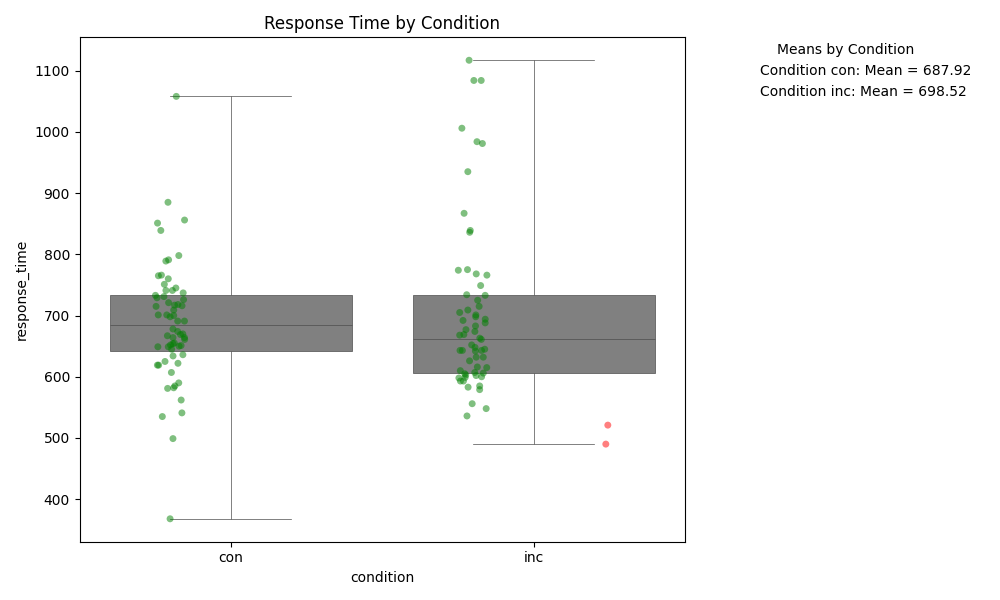 Response Time by Condition
Means by Condition
Condition con: Mean = 687.92
Condition inc: Mean = 698.52
response_time
1100
1000
900
800
700
600
500
400
con
inc
condition